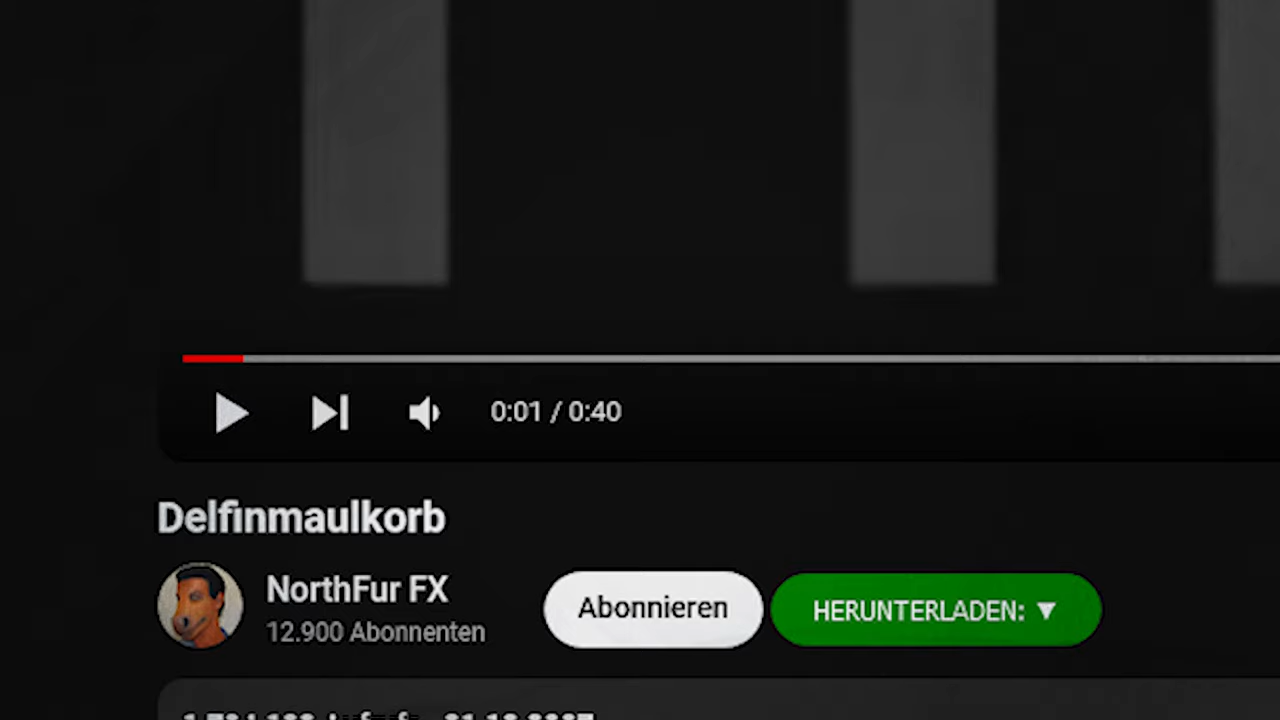 0:01 / 0:40
Delfinmaulkorb
NorthFur FX
12.900 Abonnenten
Abonnieren
HERUNTERLADEN: ▼